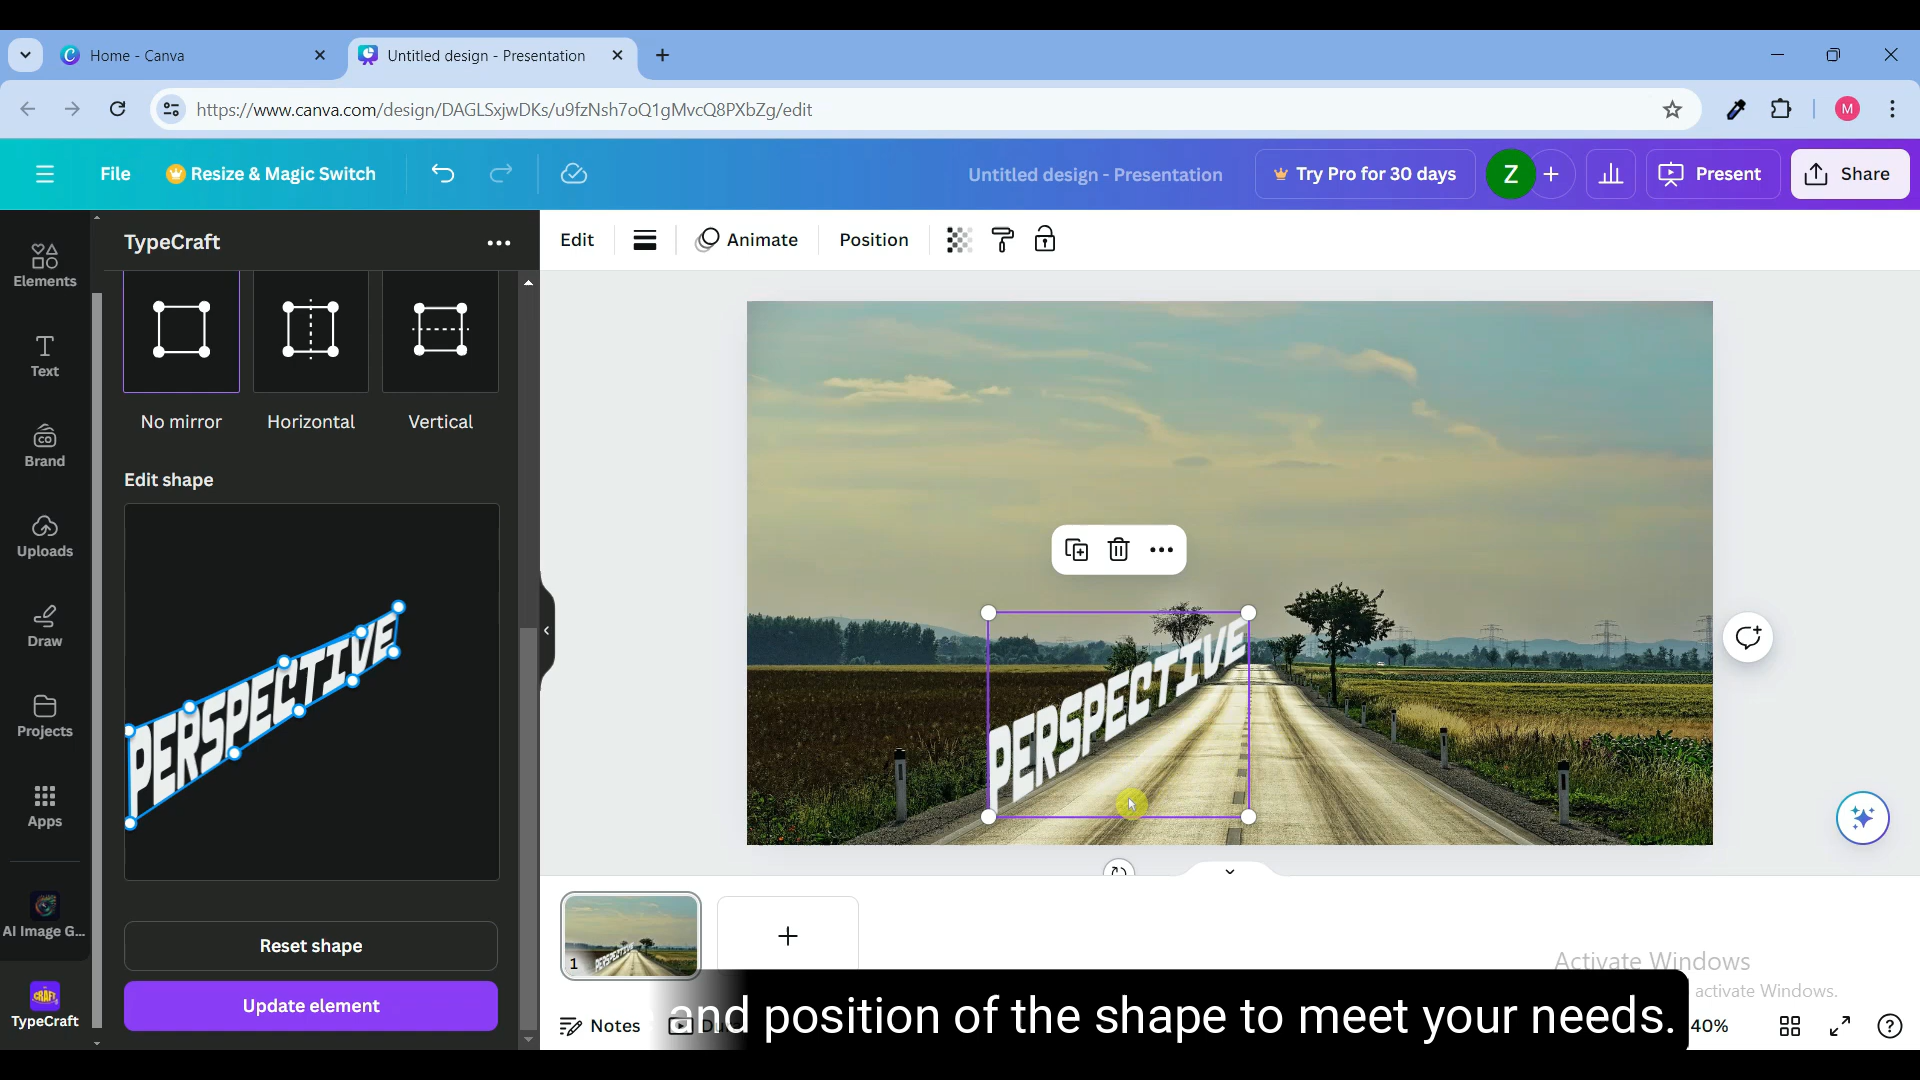 Home - Canva
Untitled design - Presentation
https://www.canva.com/design/DAGLSxjwDKs/u9fzNsh7oQ1gMvcQ8PXbZg/edit
M
File
Resize & Magic Switch
Untitled design - Presentation
Try Pro for 30 days
Z
Present
Share
Elements
Text
Brand
Uploads
Draw
Projects
Apps
AI Image G...
CRAFT
TypeCraft
TypeCraft
No mirror
Horizontal
Vertical
Edit shape
PERSPECTIVE
Reset shape
Update element
Edit
Animate
Position
PERSPECTIVE
1
PERSPECTIVE
Activate Windows
activate Windows.
Notes
and position of the shape to meet your needs.
40%